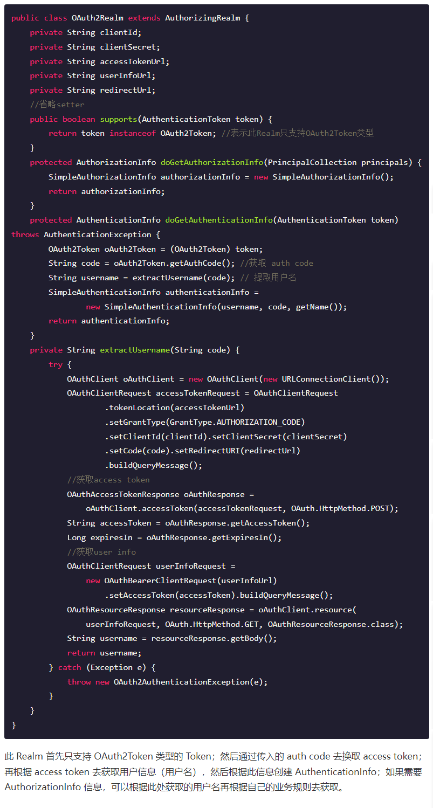 public class OAuth2Realm extends AuthorizingRealm {
private String clientId;
private String clientSecret;
private String accessTokenUrl;
private String userInfoUrl;
private String redirectUrl;
//省略setter
public boolean supports(AuthenticationToken token) {
return token instanceof OAuth2Token; //表示此Realm只支持OAuth2Token类型
}
protected AuthorizationInfo doGetAuthorizationInfo(PrincipalCollection principals) {
SimpleAuthorizationInfo authorizationInfo = new SimpleAuthorizationInfo();
return authorizationInfo;
}
protected AuthenticationInfo doGetAuthenticationInfo(AuthenticationToken token)
throws AuthenticationException {
OAuth2Token oAuth2Token = (OAuth2Token) token;
String code = oAuth2Token.getAuthCode(); //获取 auth code
String username = extractUsername(code); // 提取用户名
SimpleAuthenticationInfo authenticationInfo =
new SimpleAuthenticationInfo(username, code, getName());
return authenticationInfo;
}
private String extractUsername(String code) {
try {
OAuthClient oAuthClient = new OAuthClient(new URLConnectionClient());
OAuthClientRequest accessTokenRequest = OAuthClientRequest
.tokenLocation(accessTokenUrl)
.setGrantType(GrantType.AUTHORIZATION_CODE)
.setClientId(clientId).setClientSecret(clientSecret)
.setCode(code).setRedirectURI(redirectUrl)
.buildQueryMessage();
//获取access token
OAuthAccessTokenResponse oAuthResponse =
oAuthClient.accessToken(accessTokenRequest, OAuth.HttpMethod.POST);
String accessToken = oAuthResponse.getAccessToken();
Long expiresIn = oAuthResponse.getExpiresIn();
//获取user info
OAuthClientRequest userInfoRequest =
new OAuthBearerClientRequest(userInfoUrl)
.setAccessToken(accessToken).buildQueryMessage();
OAuthResourceResponse resourceResponse = oAuthClient.resource(
userInfoRequest, OAuth.HttpMethod.GET, OAuthResourceResponse.class);
String username = resourceResponse.getBody();
return username;
} catch (Exception e) {
throw new OAuth2AuthenticationException(e);
}
}
}
此 Realm 首先只支持 OAuth2Token 类型的 Token；然后通过传入的 auth code 去换取 access token；
再根据 access token 去获取用户信息（用户名），然后根据此信息创建 AuthenticationInfo；如果需要
AuthorizationInfo 信息，可以根据此处获取的用户名再根据自己的业务规则去获取。